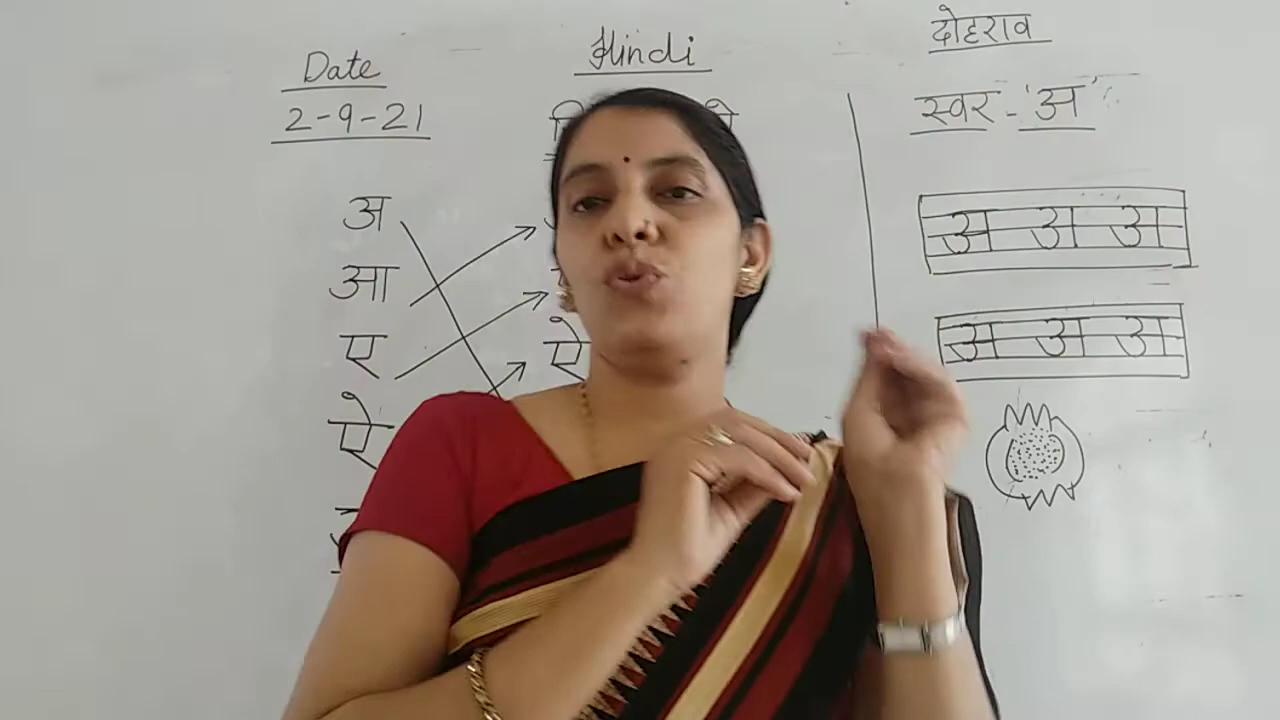 Date
2-9-21
Hindi
अ
आ
ए
ऐ
ऐ
दोहराव
स्वर - 'अ'
अ अ अ
अ अ अ